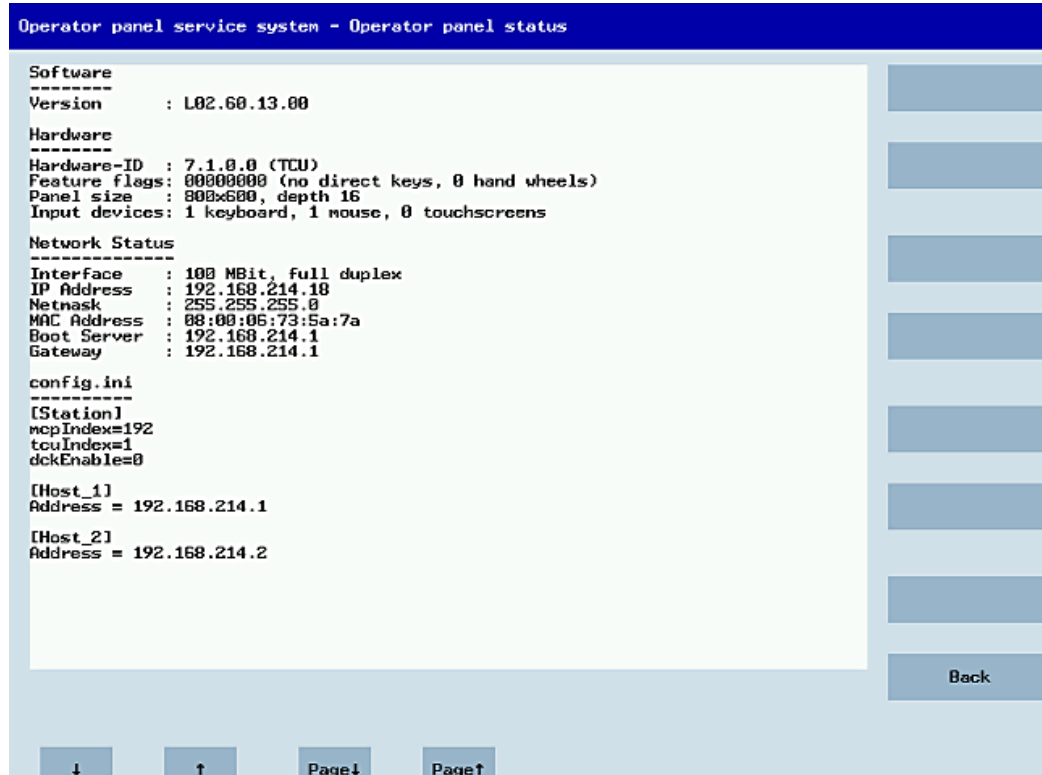 Operator panel service system - Operator panel status
Software
--------
Version : L02.60.13.00
Hardware
--------
Hardware-ID : 7.1.0.0 (TCU)
Feature flags: 00000000 (no direct keys, 0 hand wheels)
Panel size : 800x600, depth 16
Input devices: 1 keyboard, 1 mouse, 0 touchscreens
Network Status
--------------
Interface : 100 MBit, full duplex
IP Address : 192.168.214.18
Netmask : 255.255.255.0
MAC Address : 08:00:06:73:5a:7a
Boot Server : 192.168.214.1
Gateway : 192.168.214.1
config.ini
----------
[Station]
mcpIndex=192
tcuIndex=1
dckEnable=0
[Host_1]
Address = 192.168.214.1
[Host_2]
Address = 192.168.214.2
Back
↓ ↑ Page↓ Page↑